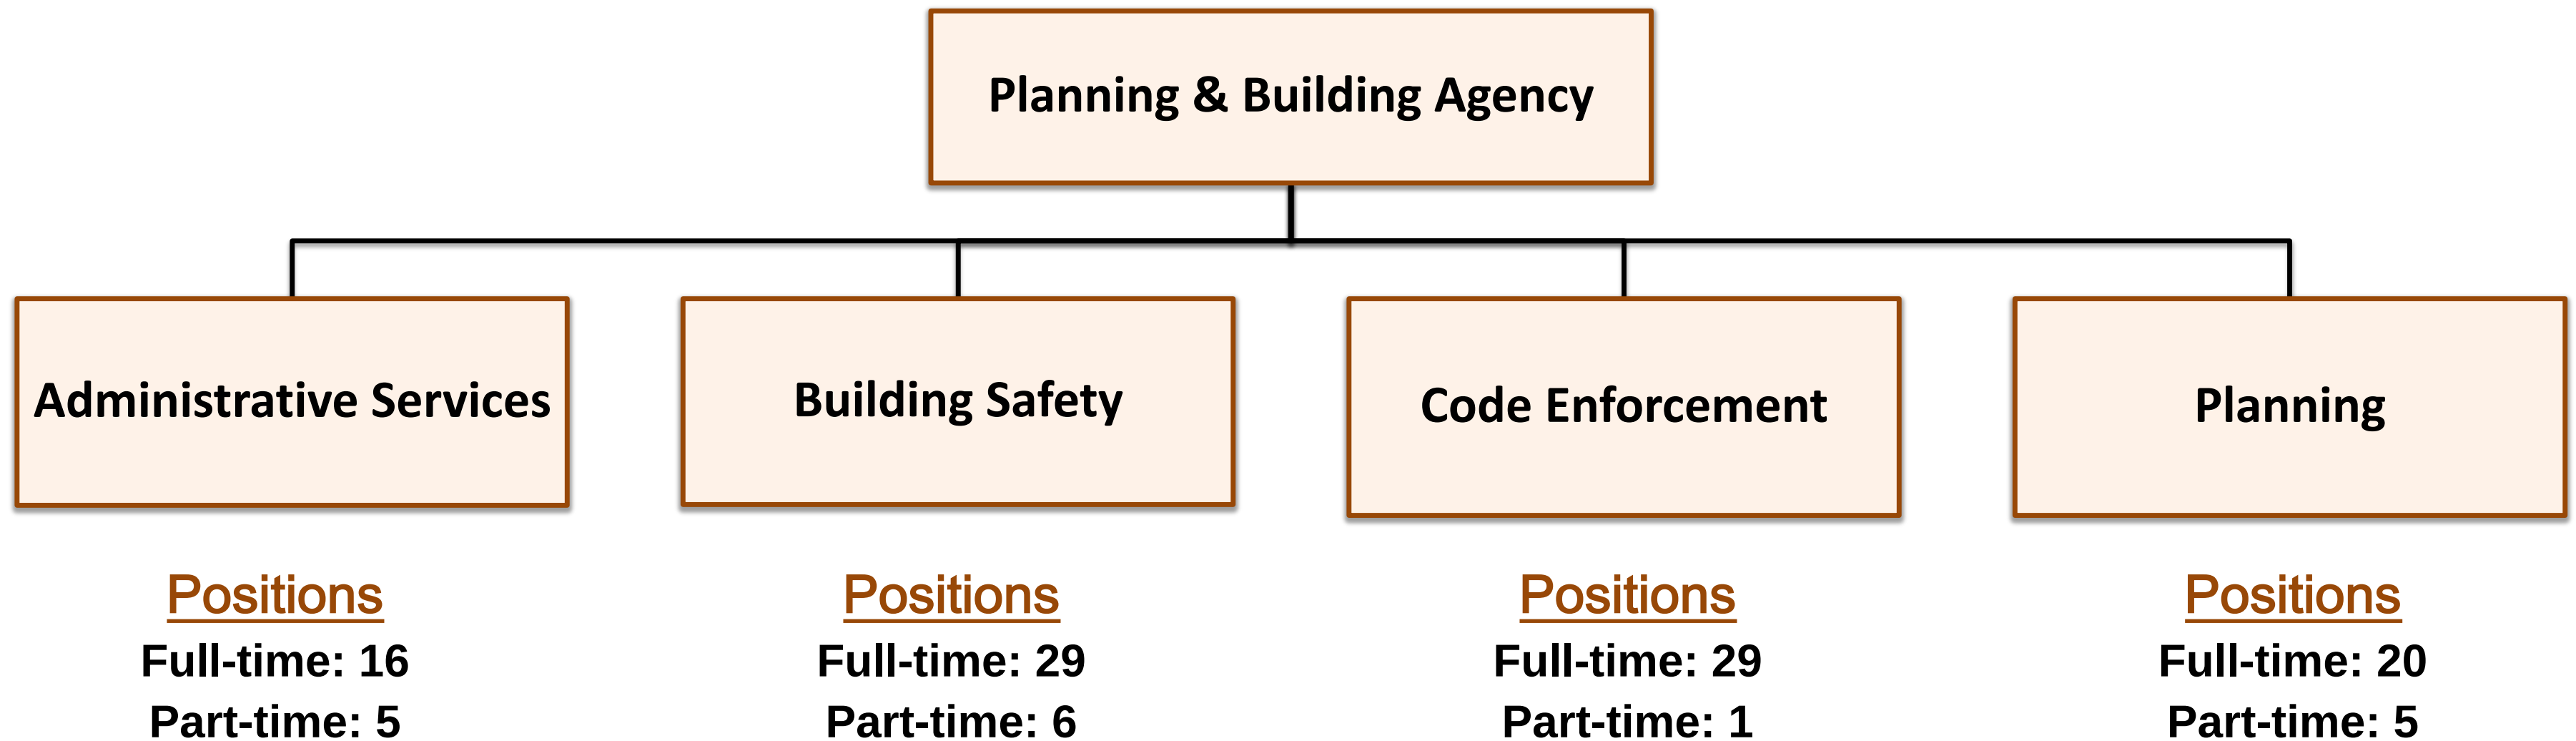 Planning & Building Agency
Administrative Services
Building Safety
Code Enforcement
Planning
Positions
Full-time: 16
Part-time: 5
Positions
Full-time: 29
Part-time: 6
Positions
Full-time: 29
Part-time: 1
Positions
Full-time: 20
Part-time: 5